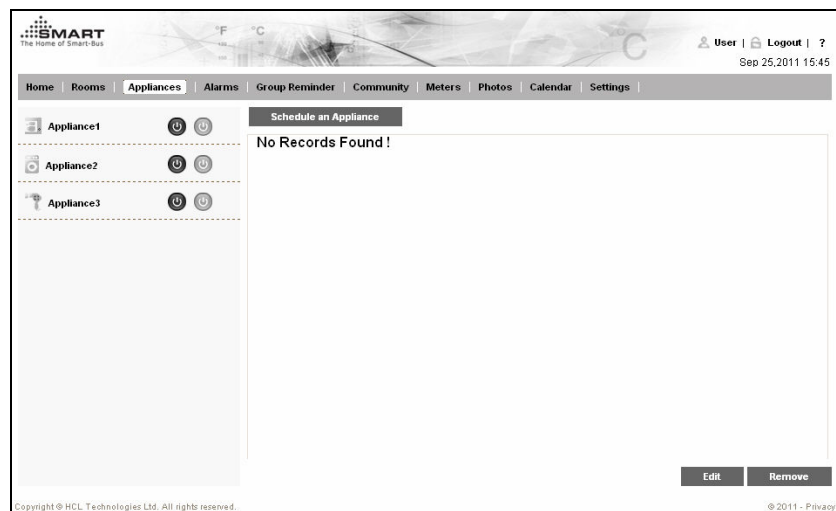 SMART
The Home of Smart-Bus
°F °C
°C
User | Logout | ?
Sep 25,2011 15:45
Home | Rooms | Appliances | Alarms | Group Reminder | Community | Meters | Photos | Calendar | Settings |
Schedule an Appliance
Appliance1
No Records Found !
Appliance2
Appliance3
Edit Remove
Copyright © HCL Technologies Ltd. All rights reserved. © 2011 - Privacy